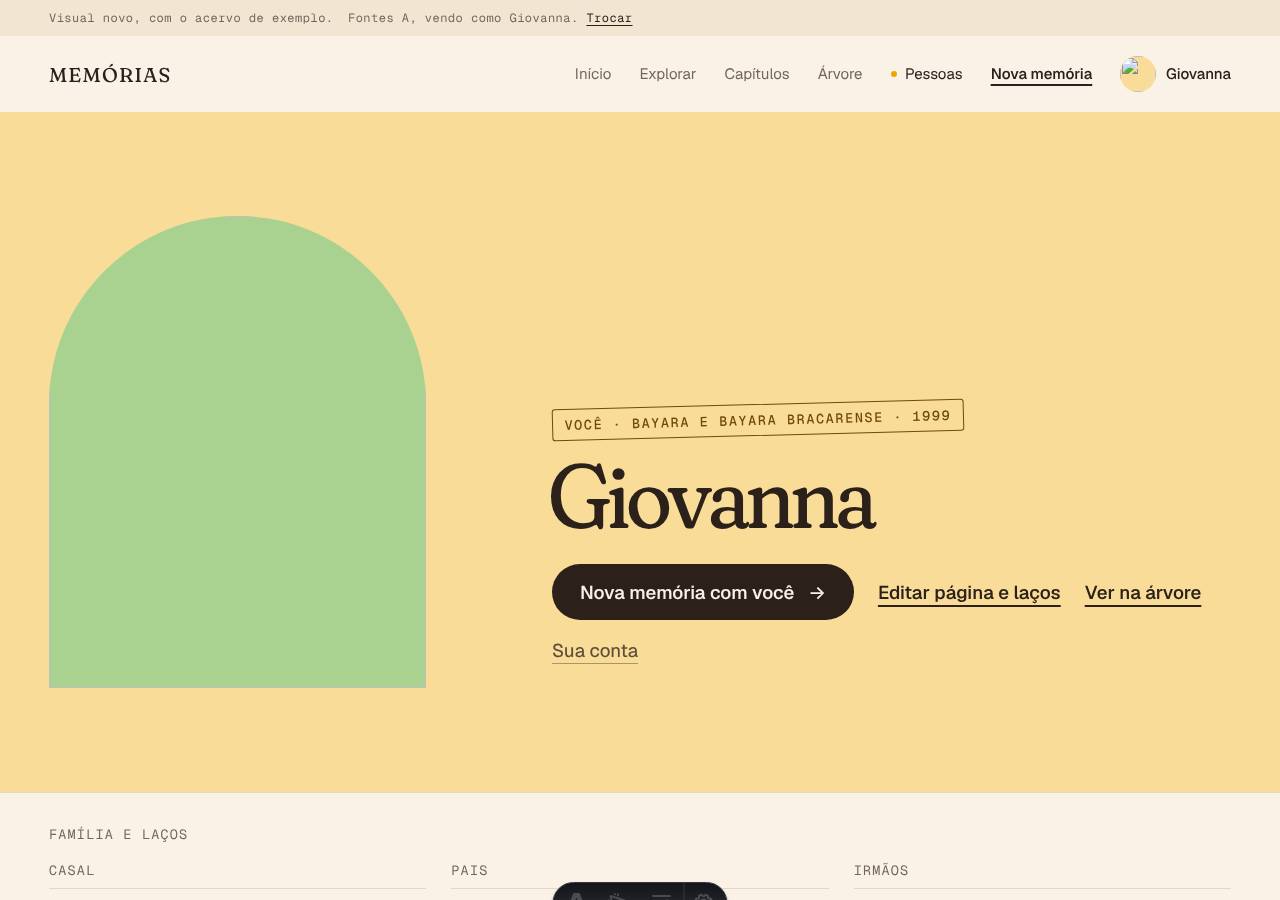 Visual novo, com o acervo de exemplo. Fontes A, vendo como Giovanna. Trocar
MEMÓRIAS
Início Explorar Capítulos Árvore Pessoas Nova memória Giovanna
VOCÊ · BAYARA E BAYARA BRACARENSE · 1999
Giovanna
Nova memória com você → Editar página e laços Ver na árvore
Sua conta
FAMÍLIA E LAÇOS
CASAL PAIS IRMÃOS